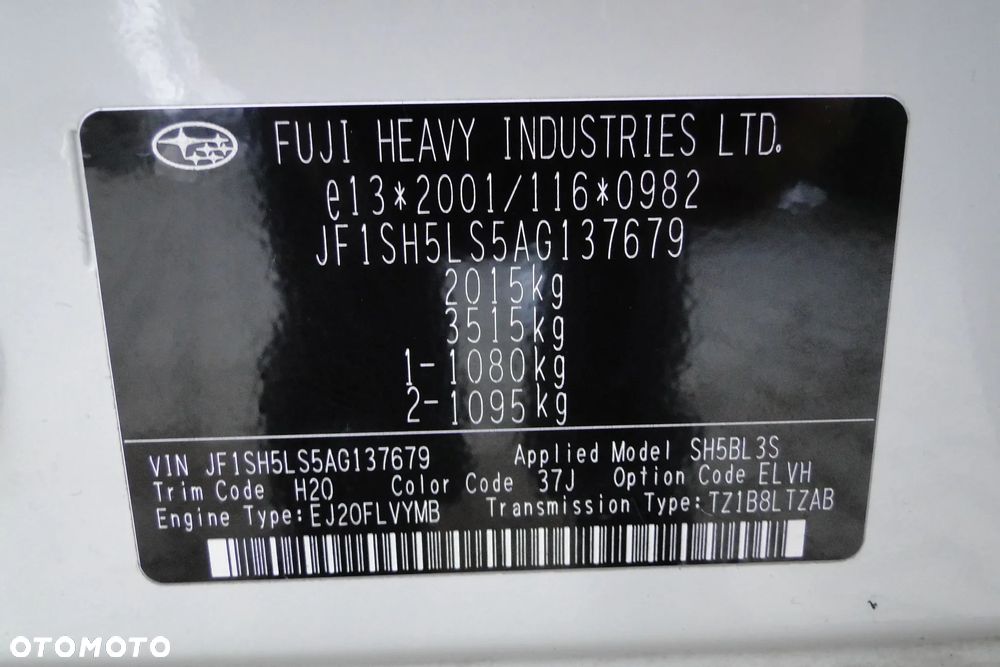 FUJI HEAVY INDUSTRIES LTD.
e13*2001/116*0982
JF1SH5LS5AG137679
2015kg
3515kg
1-1080kg
2-1095kg
VIN JF1SH5LS5AG137679 Applied Model SH5BL3S
Trim Code H20 Color Code 37J Option Code ELVH
Engine Type:EJ20FLVYMB Transmission Type:TZ1B8LTZAB
OTOMOTO